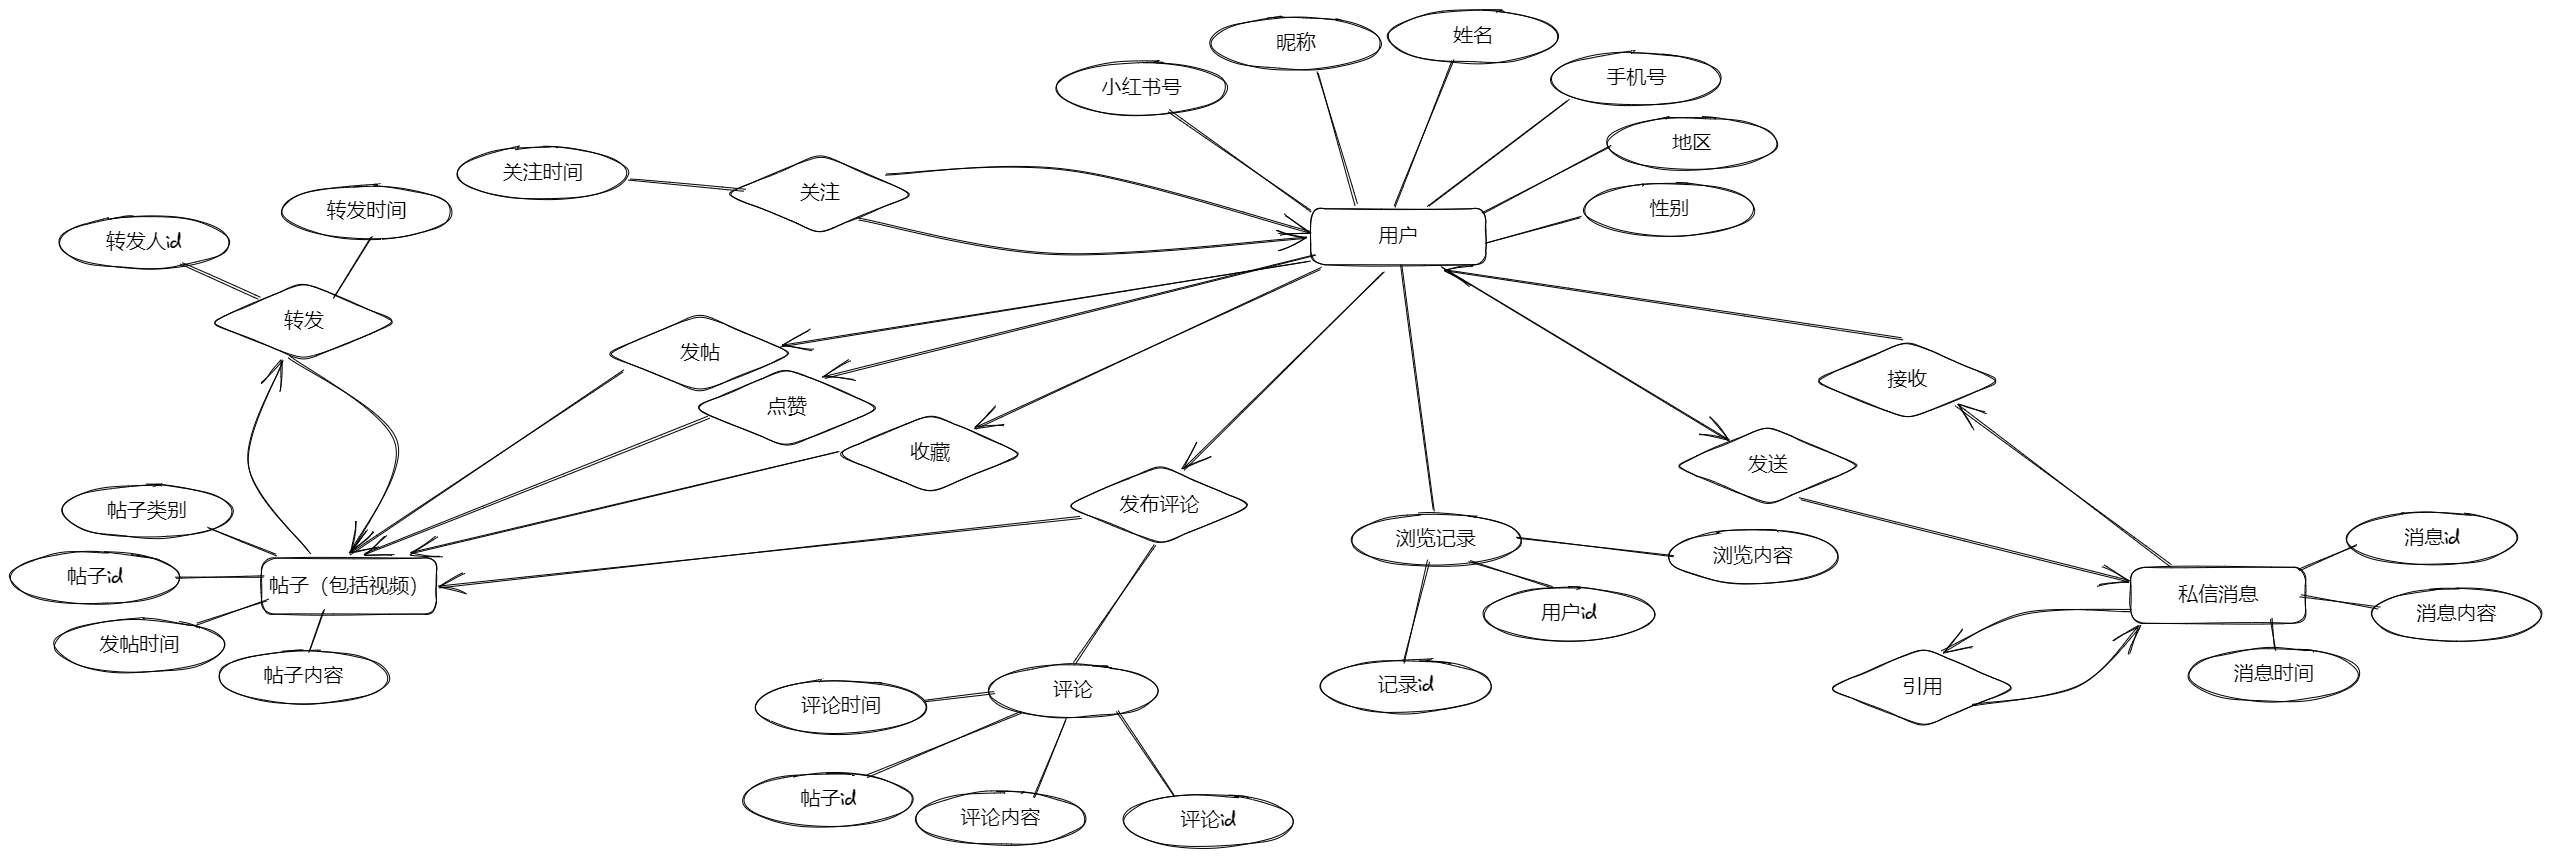 姓名
昵称
手机号
小红书号
地区
关注时间
关注
性别
转发时间
用户
转发人id
转发
发帖
接收
点赞
收藏
发送
发布评论
帖子类别
消息id
浏览记录
浏览内容
帖子id
帖子（包括视频）
私信消息
用户id
消息内容
发帖时间
帖子内容
消息时间
记录id
引用
评论
评论时间
帖子id
评论内容
评论id